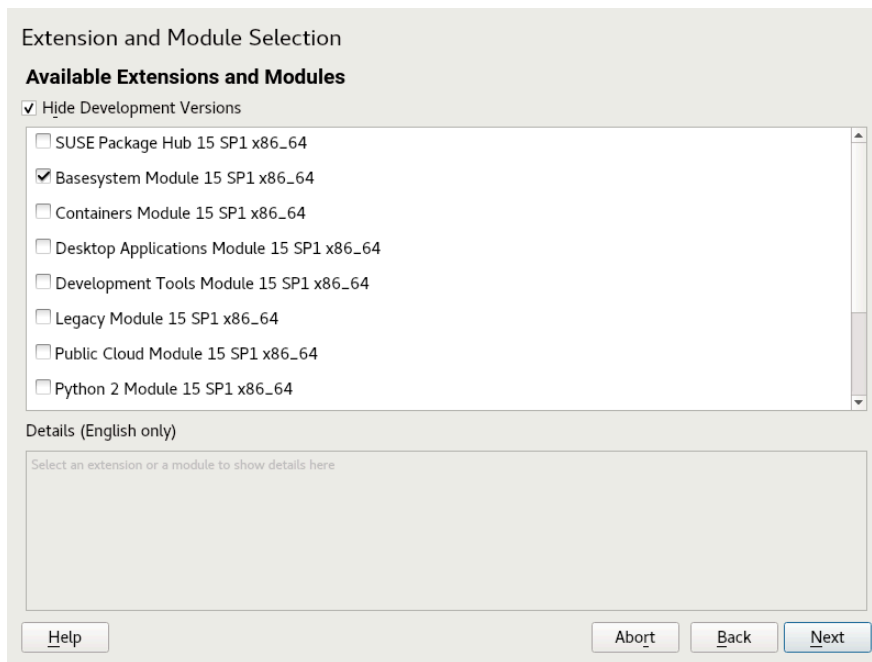 Extension and Module Selection
Available Extensions and Modules
Hide Development Versions
SUSE Package Hub 15 SP1 x86_64
Basesystem Module 15 SP1 x86_64
Containers Module 15 SP1 x86_64
Desktop Applications Module 15 SP1 x86_64
Development Tools Module 15 SP1 x86_64
Legacy Module 15 SP1 x86_64
Public Cloud Module 15 SP1 x86_64
Python 2 Module 15 SP1 x86_64
Details (English only)
Select an extension or a module to show details here
Help Abort Back Next